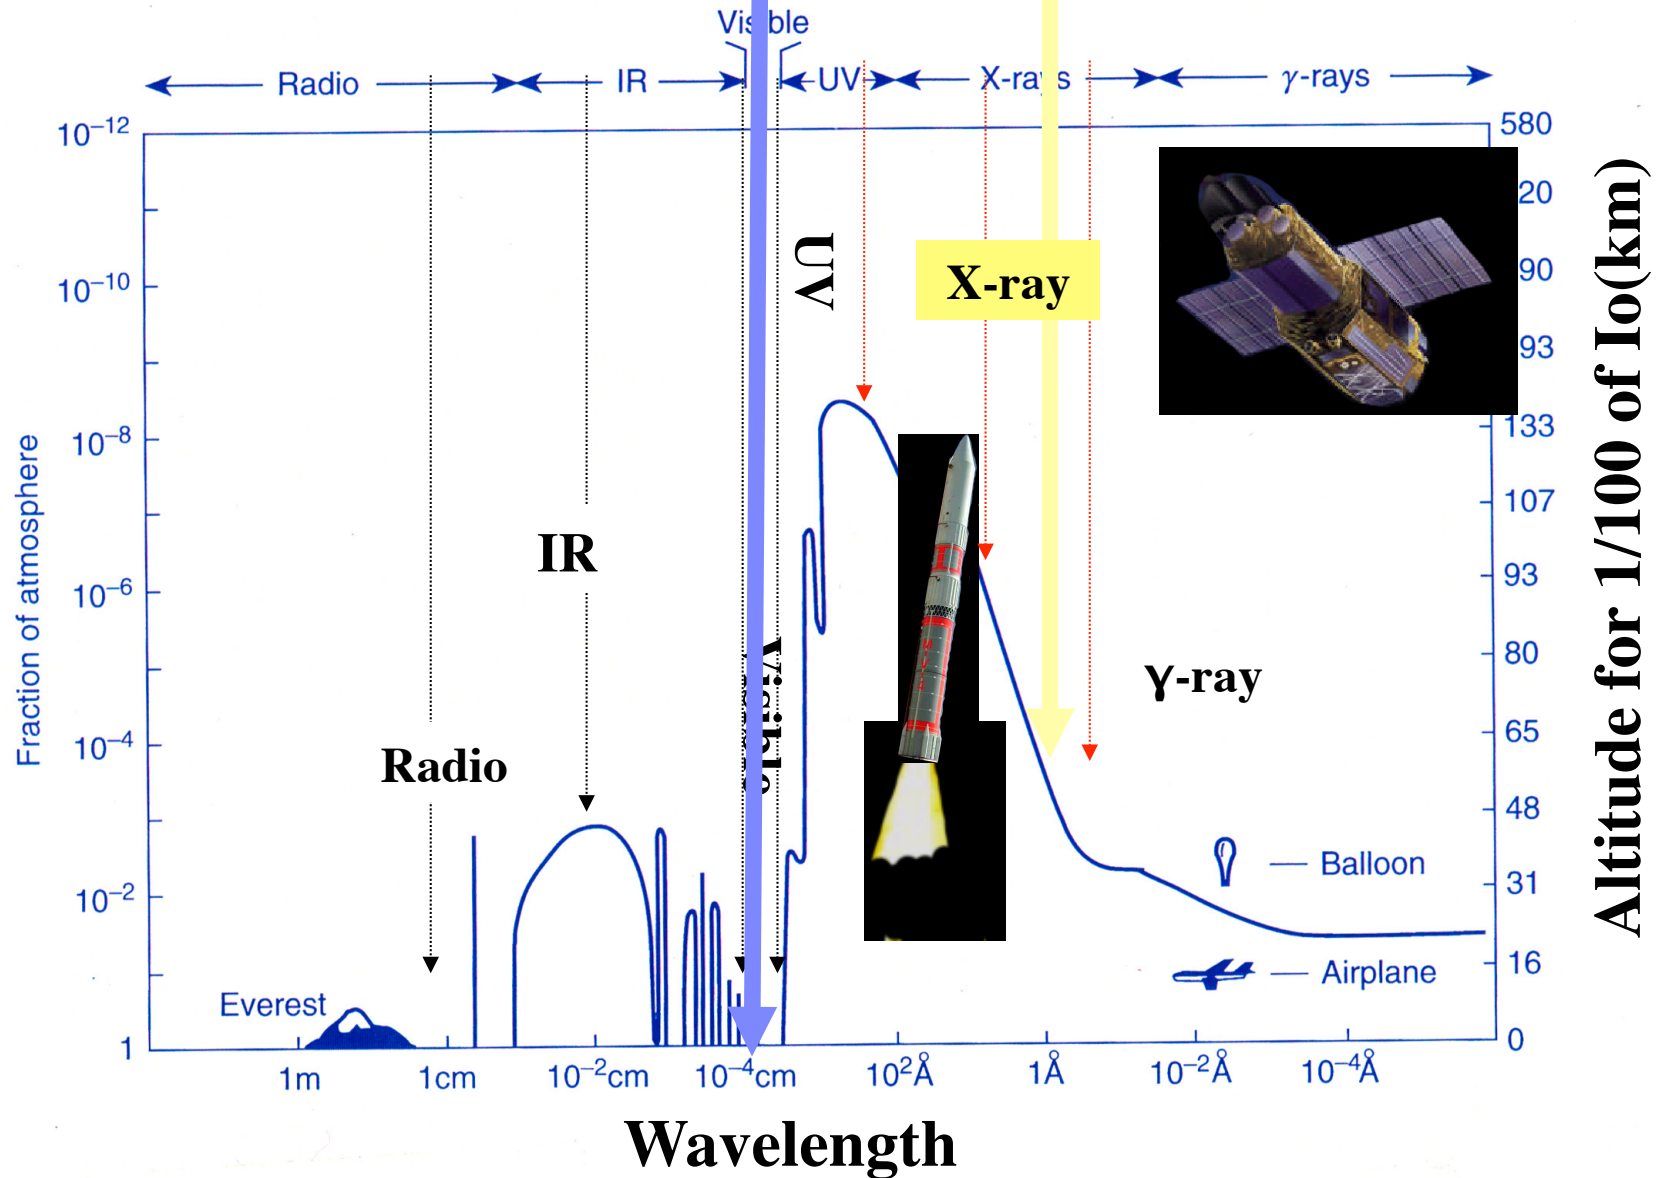 Visible
Radio
IR
UV
X-rays
γ-rays
10⁻¹²
10⁻¹⁰
10⁻⁸
10⁻⁶
10⁻⁴
10⁻²
1
Fraction of atmosphere
580
20
90
93
133
107
93
80
65
48
31
16
0
Altitude for 1/100 of Io(km)
UV
X-ray
IR
Visible
γ-ray
Radio
Balloon
Airplane
Everest
1m
1cm
10⁻²cm
10⁻⁴cm
10²Å
1Å
10⁻²Å
10⁻⁴Å
Wavelength